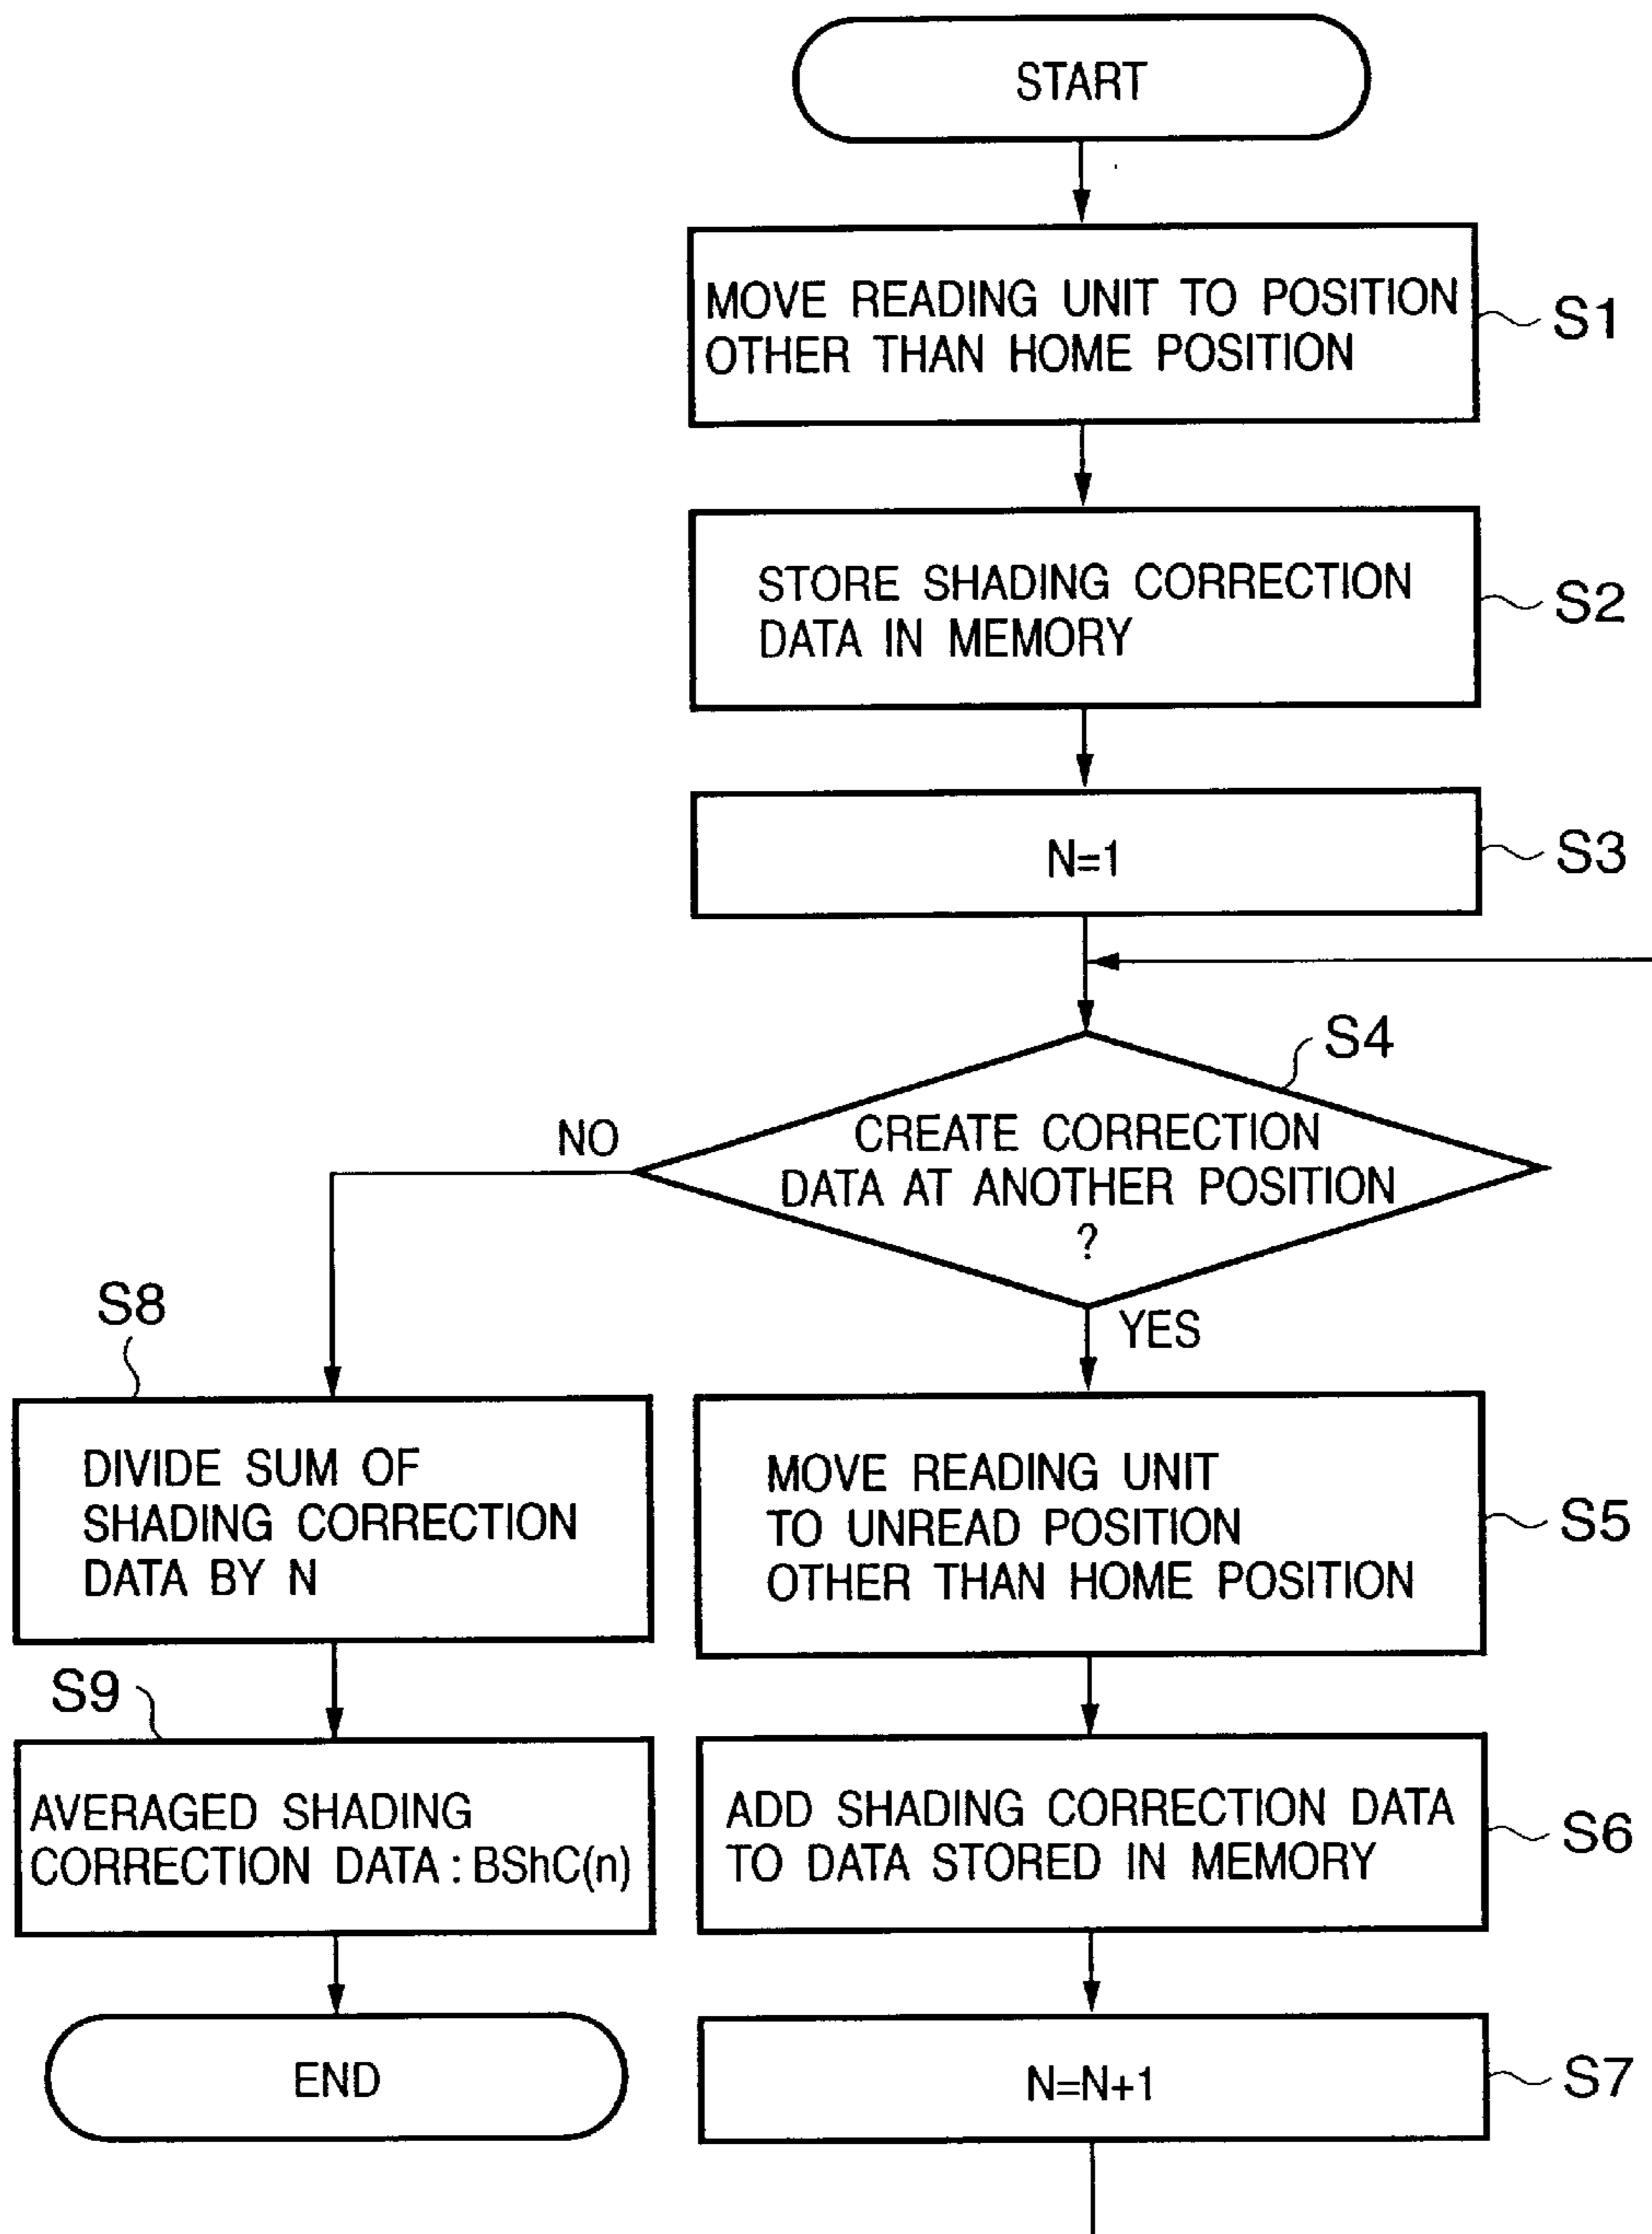 START
MOVE READING UNIT TO POSITION
OTHER THAN HOME POSITION
S1
STORE SHADING CORRECTION
DATA IN MEMORY
S2
N=1
S3
S4
CREATE CORRECTION
DATA AT ANOTHER POSITION
?
NO
YES
S8
DIVIDE SUM OF
SHADING CORRECTION
DATA BY N
MOVE READING UNIT
TO UNREAD POSITION
OTHER THAN HOME POSITION
S5
S9
AVERAGED SHADING
CORRECTION DATA : BShC(n)
ADD SHADING CORRECTION DATA
TO DATA STORED IN MEMORY
S6
END
N=N+1
S7